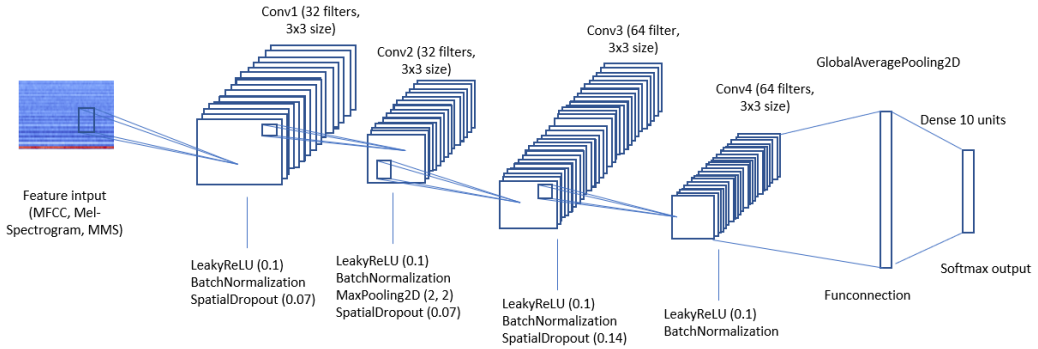 Conv1 (32 filters,
3x3 size)
Conv2 (32 filters,
3x3 size)
Conv3 (64 filter,
3x3 size)
Conv4 (64 filters,
3x3 size)
GlobalAveragePooling2D
Dense 10 units
Feature intput
(MFCC, Mel-
Spectrogram, MMS)
LeakyReLU (0.1)
BatchNormalization
SpatialDropout (0.07)
LeakyReLU (0.1)
BatchNormalization
MaxPooling2D (2, 2)
SpatialDropout (0.07)
LeakyReLU (0.1)
BatchNormalization
SpatialDropout (0.14)
LeakyReLU (0.1)
BatchNormalization
Funconnection
Softmax output